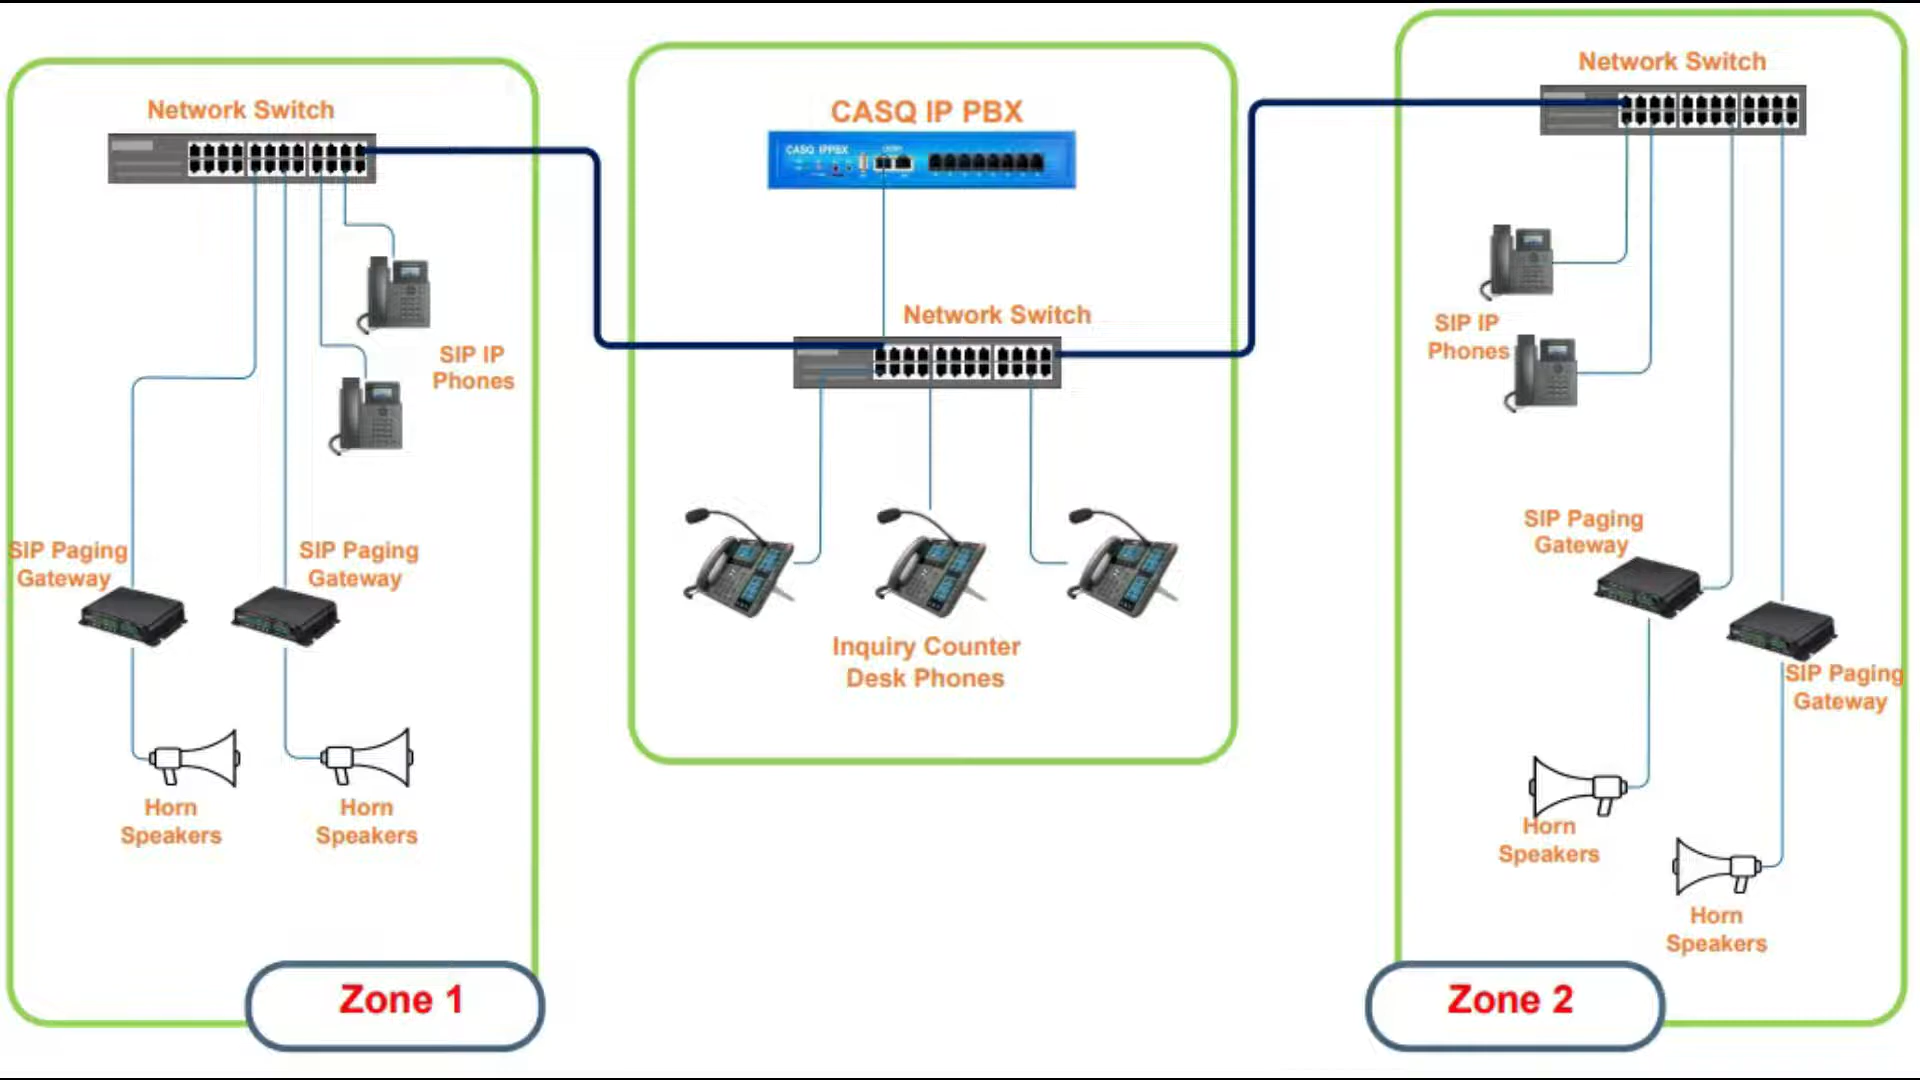 Network Switch
SIP IP
Phones
SIP Paging
Gateway
SIP Paging
Gateway
Horn
Speakers
Horn
Speakers
Zone 1
CASQ IP PBX
CASQ IPPBX
Network Switch
Inquiry Counter
Desk Phones
Network Switch
SIP IP
Phones
SIP Paging
Gateway
SIP Paging
Gateway
Horn
Speakers
Horn
Speakers
Zone 2